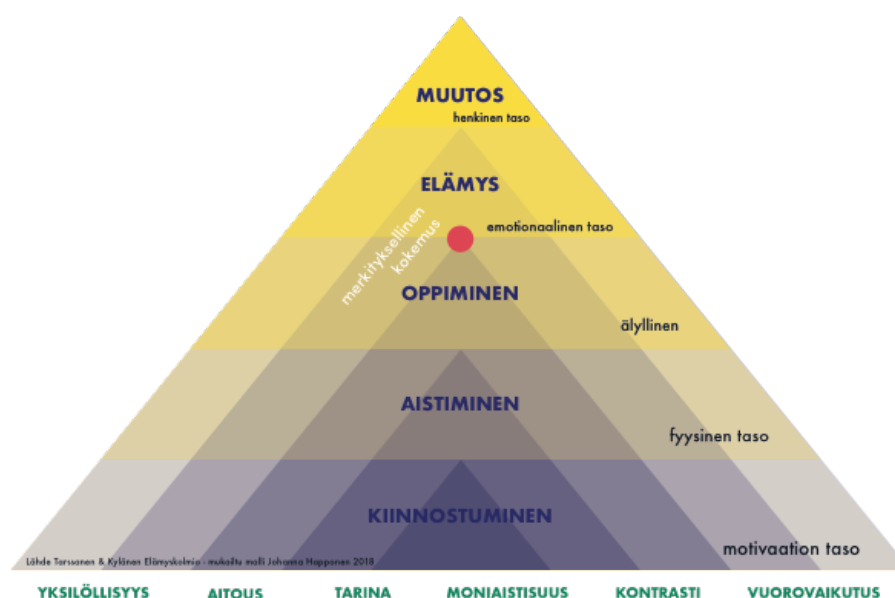 MUUTOS
henkinen taso
ELÄMYS
merkityksellinen
kokemus
emotionaalinen taso
OPPIMINEN
älyllinen
AISTIMINEN
fyysinen taso
KIINNOSTUMINEN
motivaation taso
Lähde Tarssanen & Kylänen Elämyskolmio - mukailtu malli Johanna Happonen 2018
YKSILÖLLISYYS AITOUS TARINA MONIAISTISUUS KONTRASTI VUOROVAIKUTUS